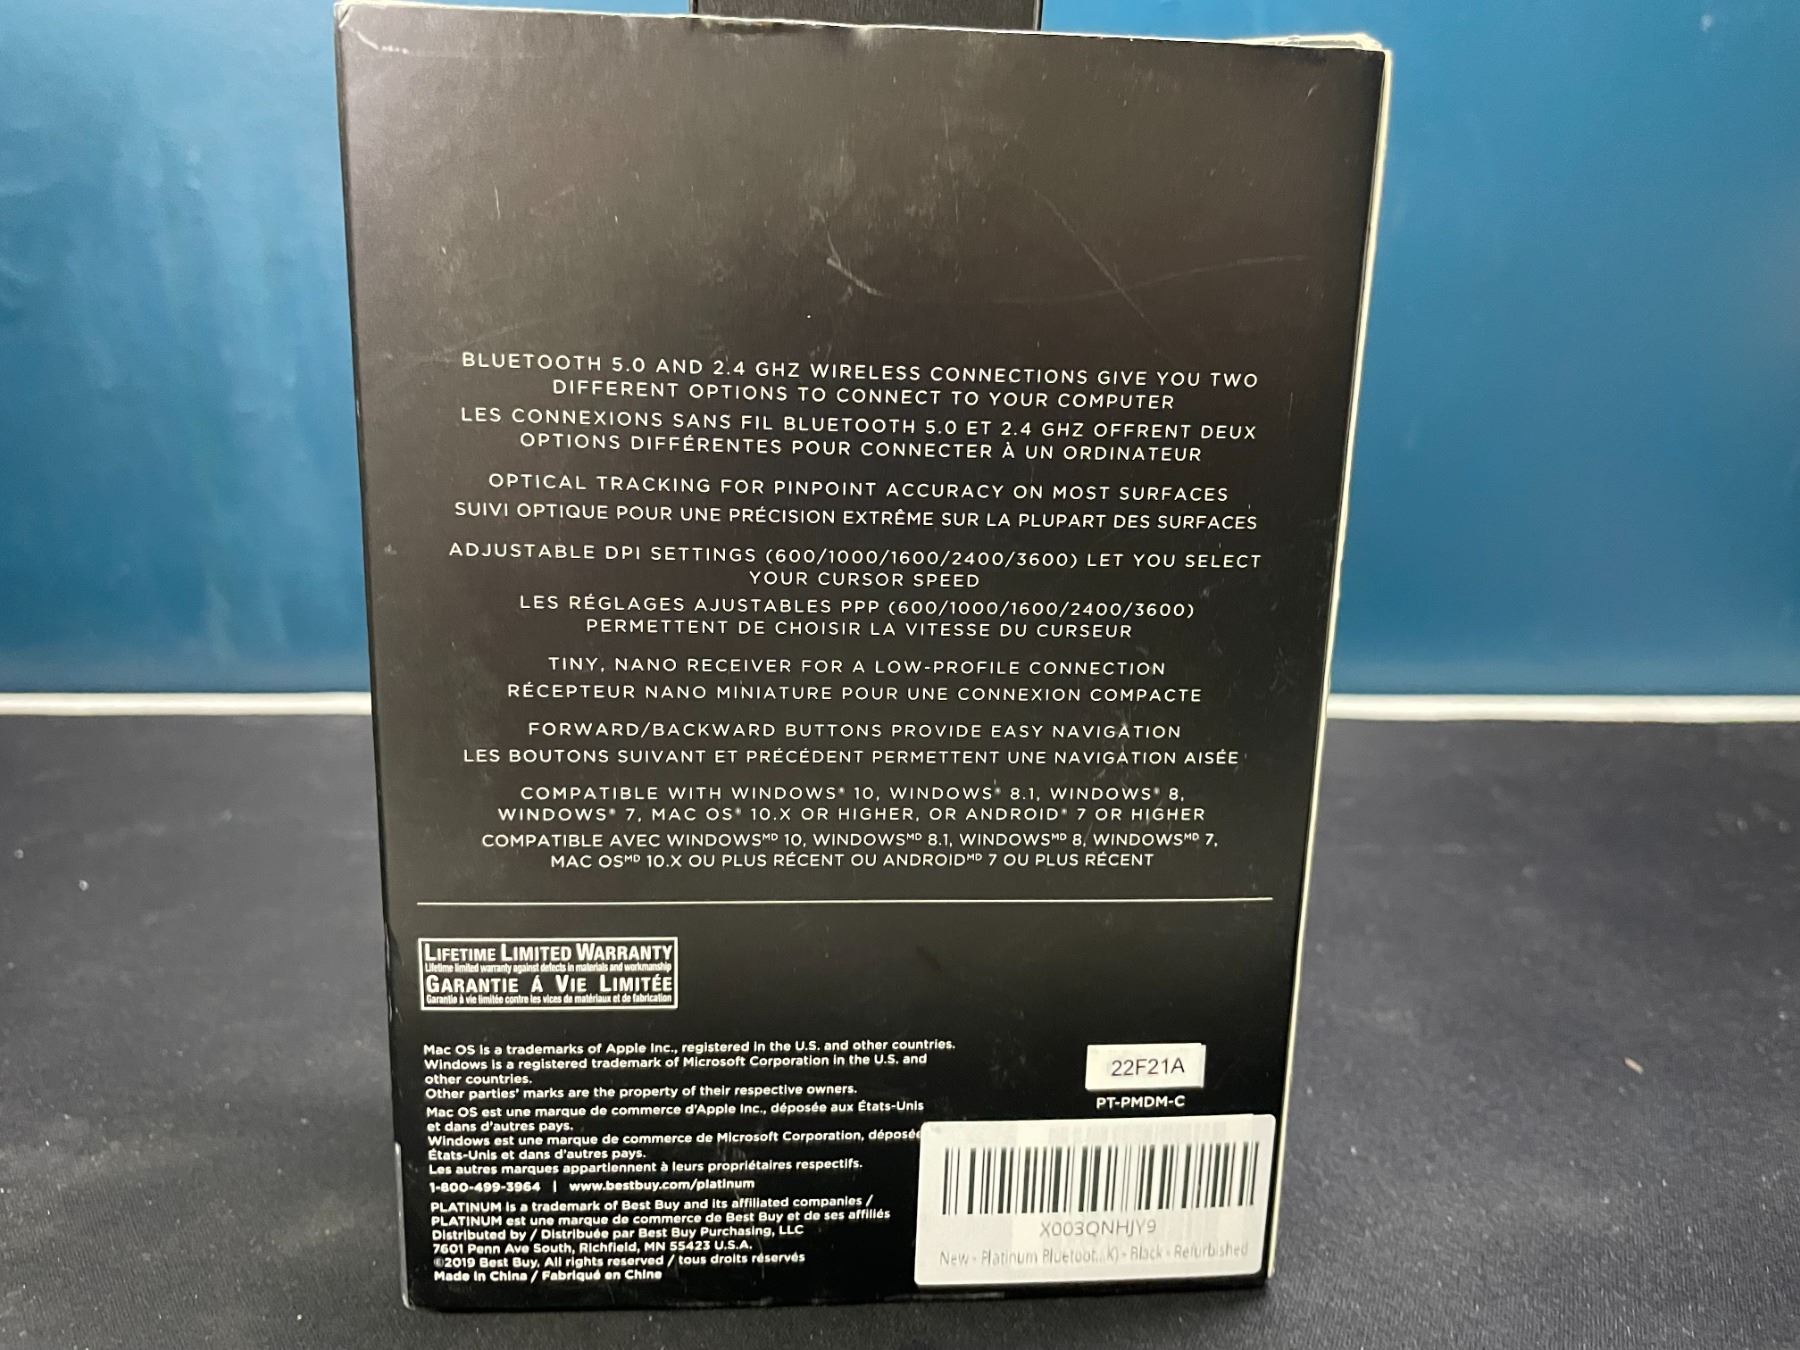 BLUETOOTH 5.0 AND 2.4 GHZ WIRELESS CONNECTIONS GIVE YOU TWO
DIFFERENT OPTIONS TO CONNECT TO YOUR COMPUTER
LES CONNEXIONS SANS FIL BLUETOOTH 5.0 ET 2.4 GHZ OFFRENT DEUX
OPTIONS DIFFÉRENTES POUR CONNECTER À UN ORDINATEUR
OPTICAL TRACKING FOR PINPOINT ACCURACY ON MOST SURFACES
SUIVI OPTIQUE POUR UNE PRÉCISION EXTRÊME SUR LA PLUPART DES SURFACES
ADJUSTABLE DPI SETTINGS (600/1000/1600/2400/3600) LET YOU SELECT
YOUR CURSOR SPEED
LES RÉGLAGES AJUSTABLES PPP (600/1000/1600/2400/3600)
PERMETTENT DE CHOISIR LA VITESSE DU CURSEUR
TINY, NANO RECEIVER FOR A LOW-PROFILE CONNECTION
RÉCEPTEUR NANO MINIATURE POUR UNE CONNEXION COMPACTE
FORWARD/BACKWARD BUTTONS PROVIDE EASY NAVIGATION
LES BOUTONS SUIVANT ET PRÉCÉDENT PERMETTENT UNE NAVIGATION AISÉE
COMPATIBLE WITH WINDOWS® 10, WINDOWS® 8.1, WINDOWS® 8,
WINDOWS® 7, MAC OS® 10.X OR HIGHER, OR ANDROID® 7 OR HIGHER
COMPATIBLE AVEC WINDOWSMD 10, WINDOWSMD 8.1, WINDOWSMD 8, WINDOWSMD 7,
MAC OSMD 10.X OU PLUS RÉCENT OU ANDROIDMD 7 OU PLUS RÉCENT
LIFETIME LIMITED WARRANTY
Lifetime limited warranty against defects in materials and workmanship
GARANTIE Á VIE LIMITÉE
Garantie à vie limitée contre les vices de matériaux et de fabrication
Mac OS is a trademarks of Apple Inc., registered in the U.S. and other countries.
Windows is a registered trademark of Microsoft Corporation in the U.S. and
other countries.
Other parties' marks are the property of their respective owners.
Mac OS est une marque de commerce d'Apple Inc., déposée aux États-Unis
et dans d'autres pays.
Windows est une marque de commerce de Microsoft Corporation, déposée
États-Unis et dans d'autres pays.
Les autres marques appartiennent à leurs propriétaires respectifs.
1-800-499-3964 | www.bestbuy.com/platinum
PLATINUM is a trademark of Best Buy and its affiliated companies /
PLATINUM est une marque de commerce de Best Buy et de ses affiliés
Distributed by / Distribuée par Best Buy Purchasing, LLC
7601 Penn Ave South, Richfield, MN 55423 U.S.A.
©2019 Best Buy, All rights reserved / tous droits réservés
Made in China / Fabriqué en Chine
22F21A
PT-PMDM-C
X003QNHJY9
New - Platinum Bluetoot...k) - Black - Refurbished